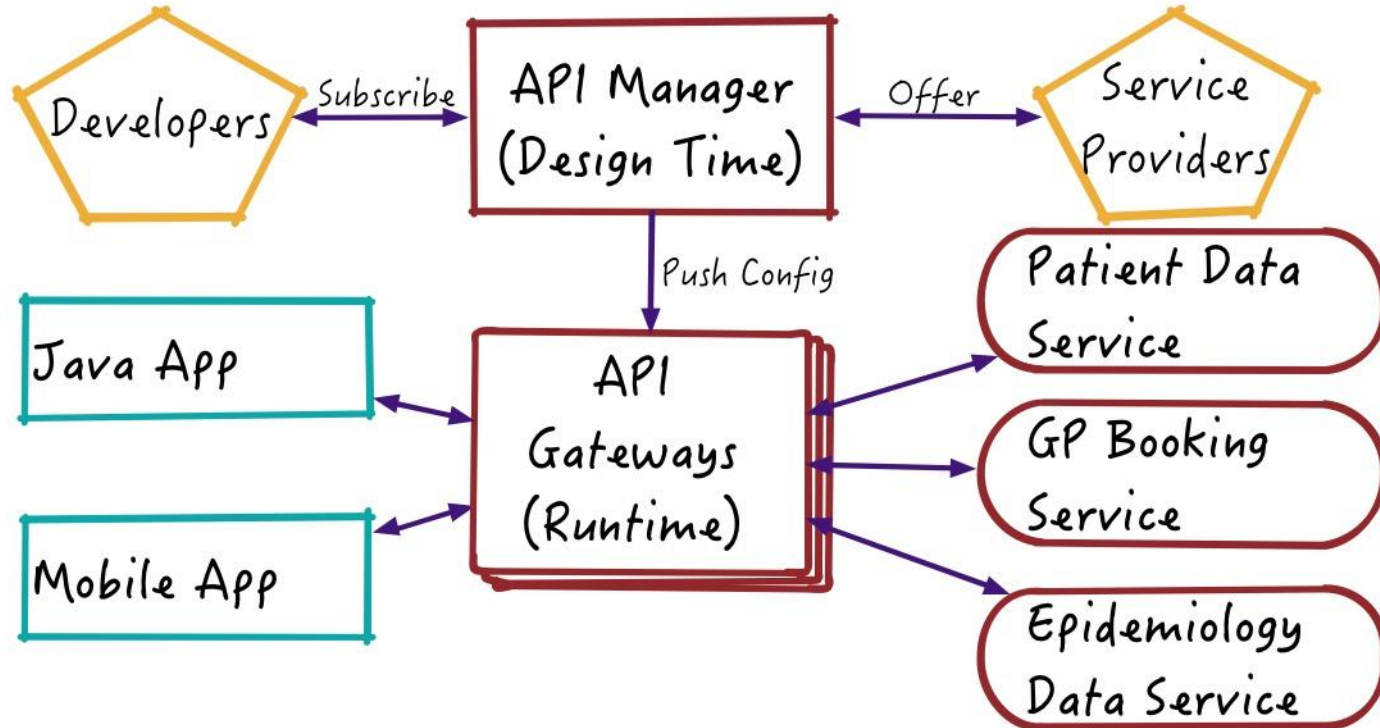 Developers
Subscribe
API Manager
(Design Time)
Offer
Service
Providers
Push Config
Java App
Mobile App
API
Gateways
(Runtime)
Patient Data
Service
GP Booking
Service
Epidemiology
Data Service